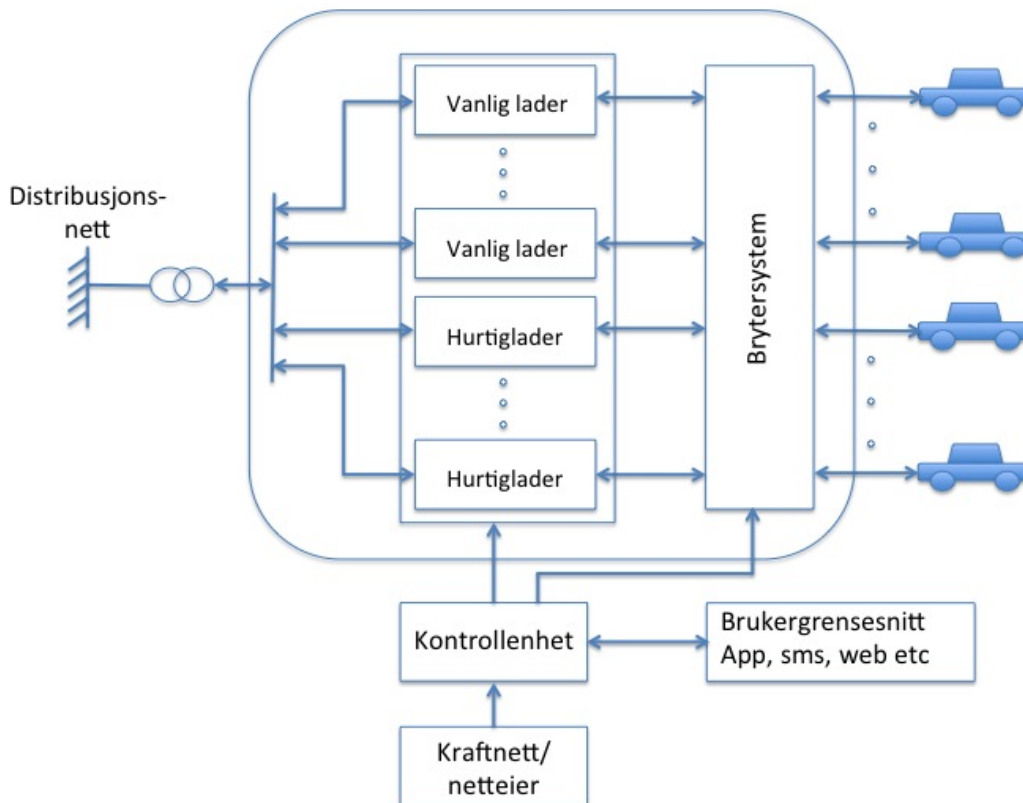 Distribusjons-
nett
Vanlig lader
Vanlig lader
Hurtiglader
Hurtiglader
Brytersystem
Kontrollenhet
Brukergrensesnitt
App, sms, web etc
Kraftnett/
netteier